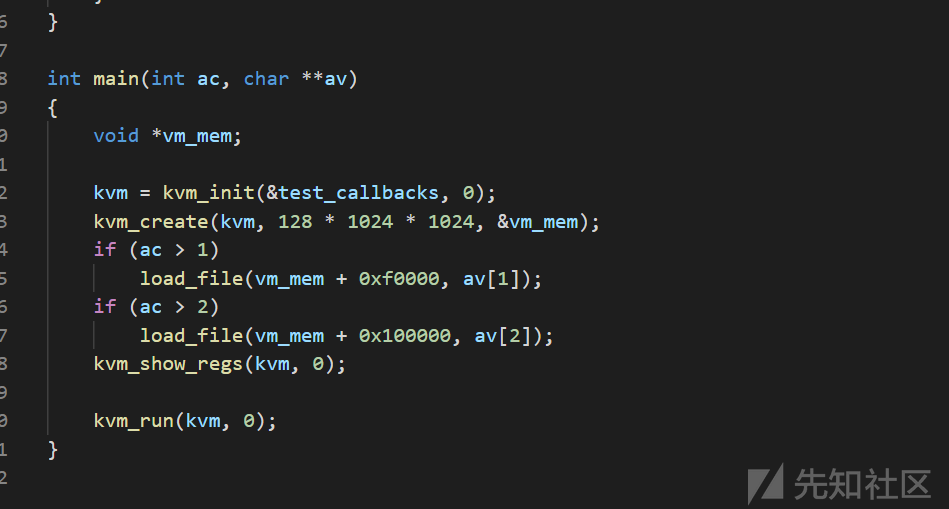 6 }
7
8 int main(int ac, char **av)
9 {
0 void *vm_mem;
1
2 kvm = kvm_init(&test_callbacks, 0);
3 kvm_create(kvm, 128 * 1024 * 1024, &vm_mem);
4 if (ac > 1)
5 load_file(vm_mem + 0xf0000, av[1]);
6 if (ac > 2)
7 load_file(vm_mem + 0x100000, av[2]);
8 kvm_show_regs(kvm, 0);
9
0 kvm_run(kvm, 0);
1 }
2
先知社区